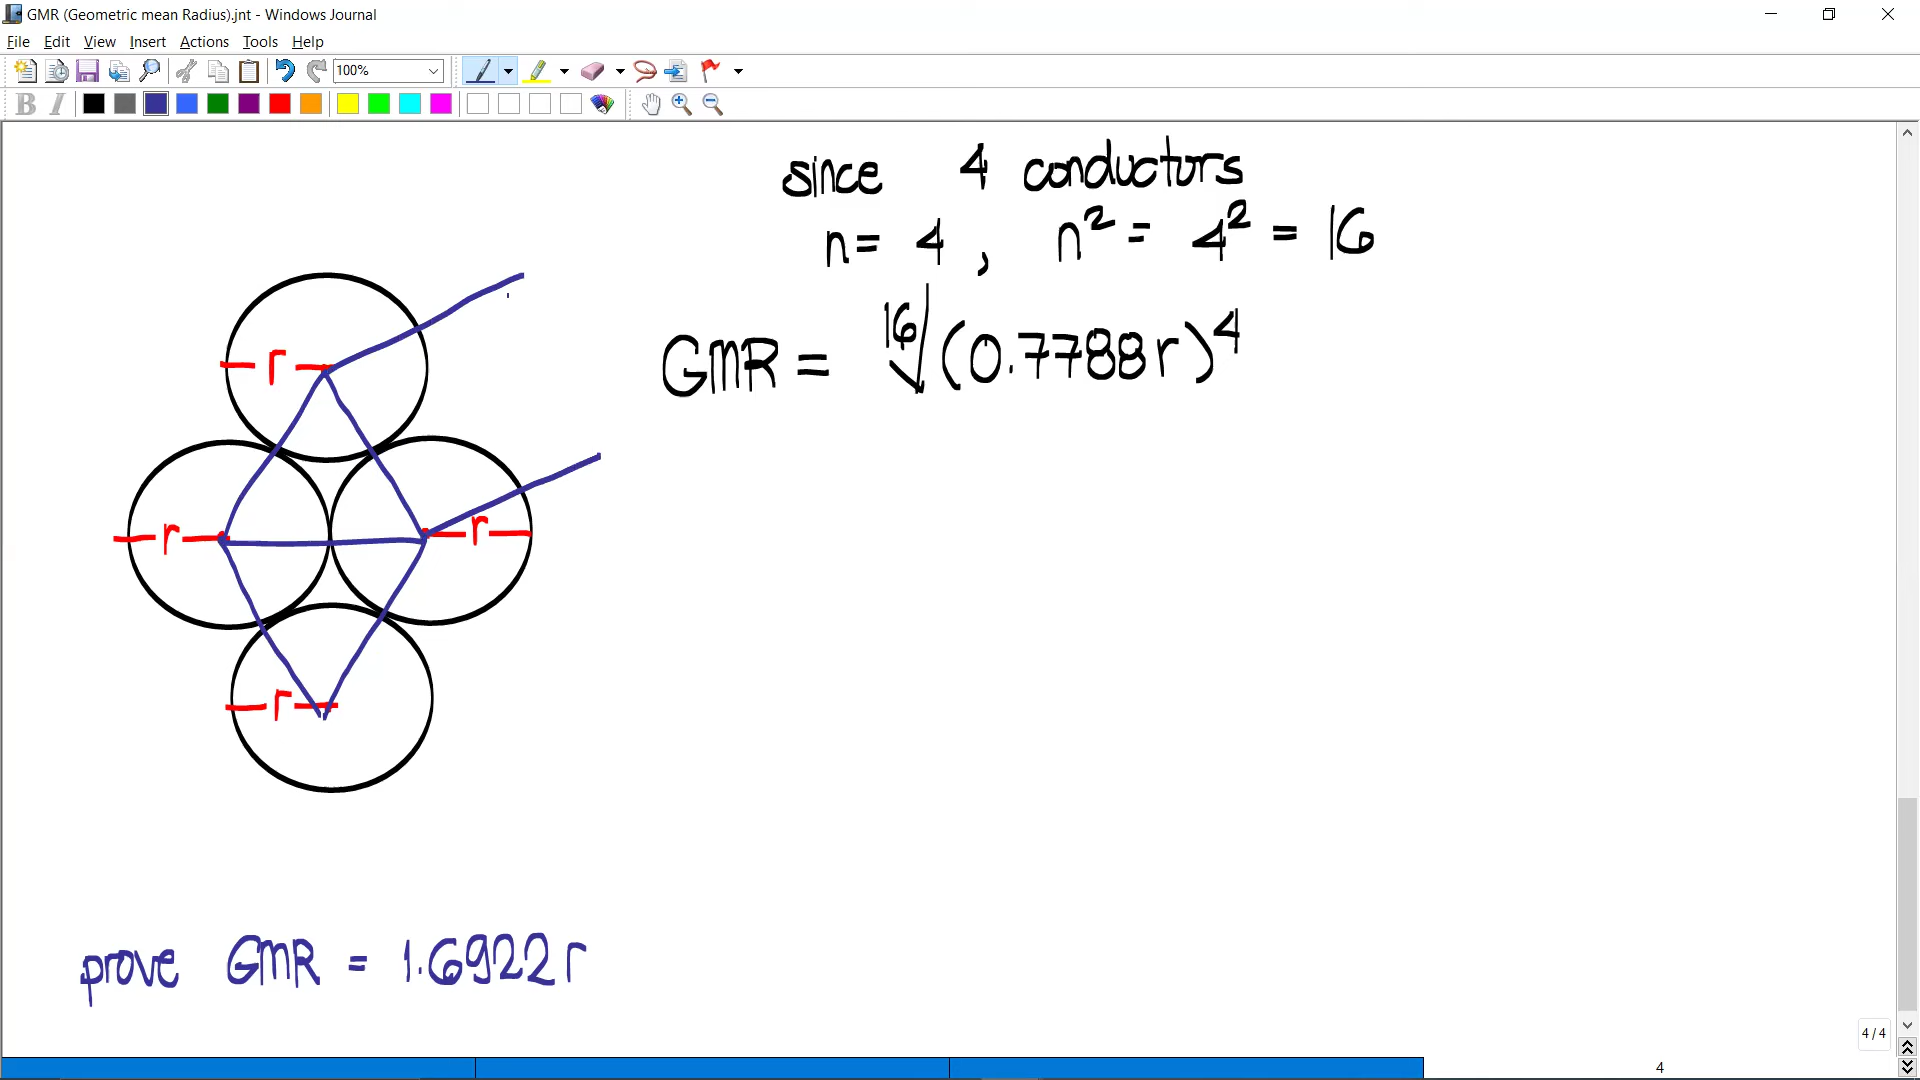 GMR (Geometric mean Radius).jnt - Windows Journal
File Edit View Insert Actions Tools Help
100%
B I
since 4 conductors
n = 4 , n² = 4² = 16
GMR = ¹⁶√(0.7788r)⁴
r
r
r
r
prove GMR = 1.6922r
4 / 4
4